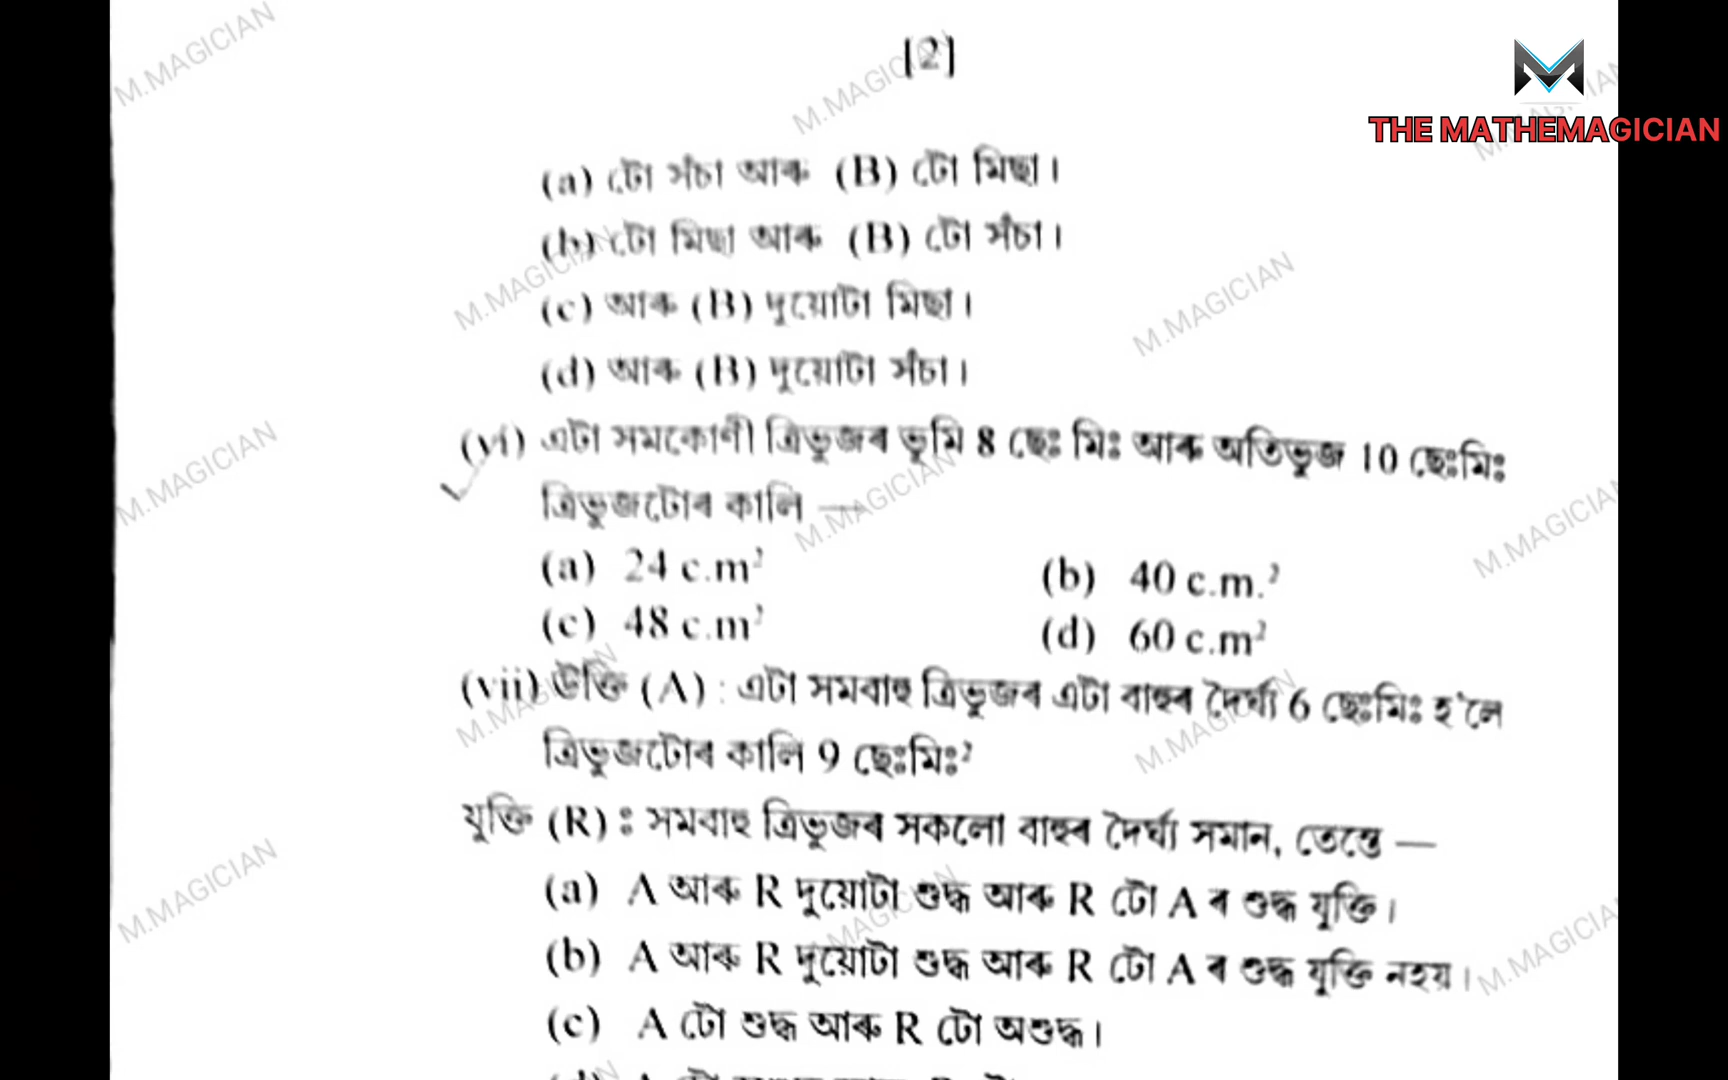 [2]
THE MATHEMAGICIAN
(a) টো সঁচা আৰু (B) টো মিছা।
(b) টো মিছা আৰু (B) টো সঁচা।
(c) আৰু (B) দুয়োটা মিছা।
(d) আৰু (B) দুয়োটা সঁচা।
(vi) এটা সমকোণী ত্ৰিভুজৰ ভূমি 8 ছেঃ মিঃ আৰু অতিভুজ 10 ছেঃমিঃ
ত্ৰিভুজটোৰ কালি —
(a) 24 c.m²
(b) 40 c.m.²
(c) 48 c.m²
(d) 60 c.m²
(vii) উক্তি (A) : এটা সমবাহু ত্ৰিভুজৰ এটা বাহুৰ দৈৰ্ঘ্য 6 ছেঃমিঃ হ'লে
ত্ৰিভুজটোৰ কালি 9 ছেঃমিঃ²
যুক্তি (R) : সমবাহু ত্ৰিভুজৰ সকলো বাহুৰ দৈৰ্ঘ্য সমান, তেন্তে —
(a) A আৰু R দুয়োটা শুদ্ধ আৰু R টো A ৰ শুদ্ধ যুক্তি।
(b) A আৰু R দুয়োটা শুদ্ধ আৰু R টো A ৰ শুদ্ধ যুক্তি নহয়।
(c) A টো শুদ্ধ আৰু R টো অশুদ্ধ।
M.MAGICIAN